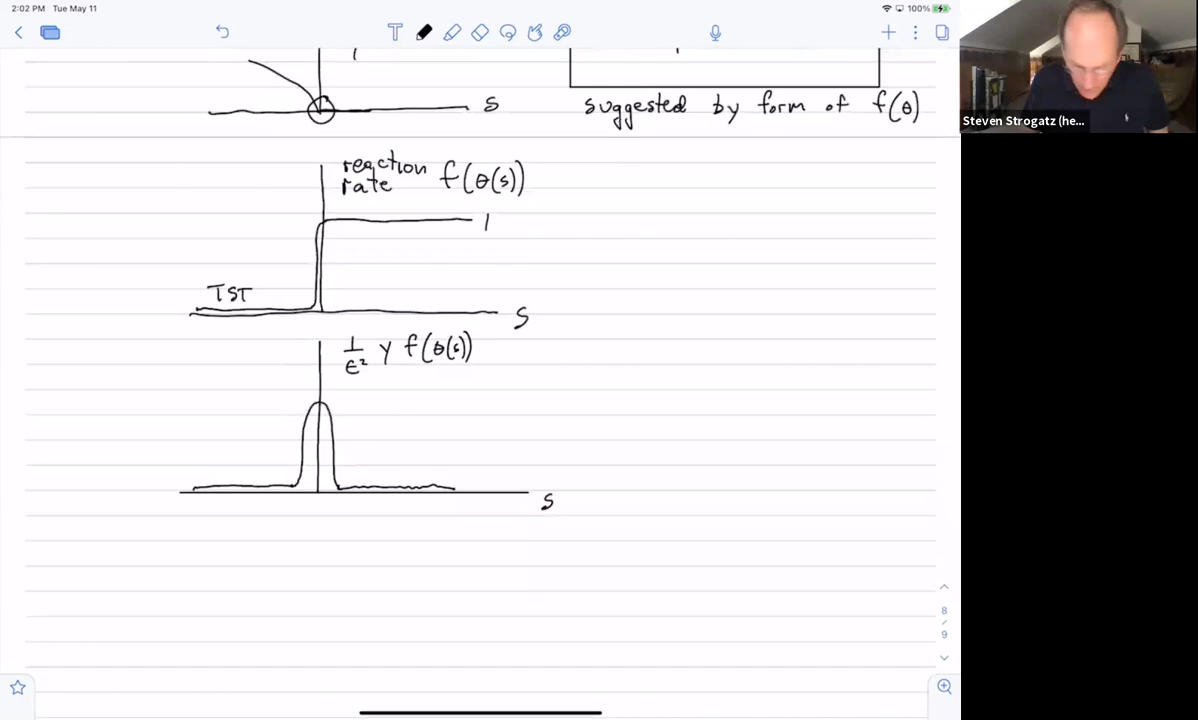 2:02 PM Tue May 11
100%
s
suggested by form of f(θ)
Steven Strogatz (he...
reaction
rate f(θ(s))
1
TST
s
1/ε² y f(θ(s))
s
8
/
9